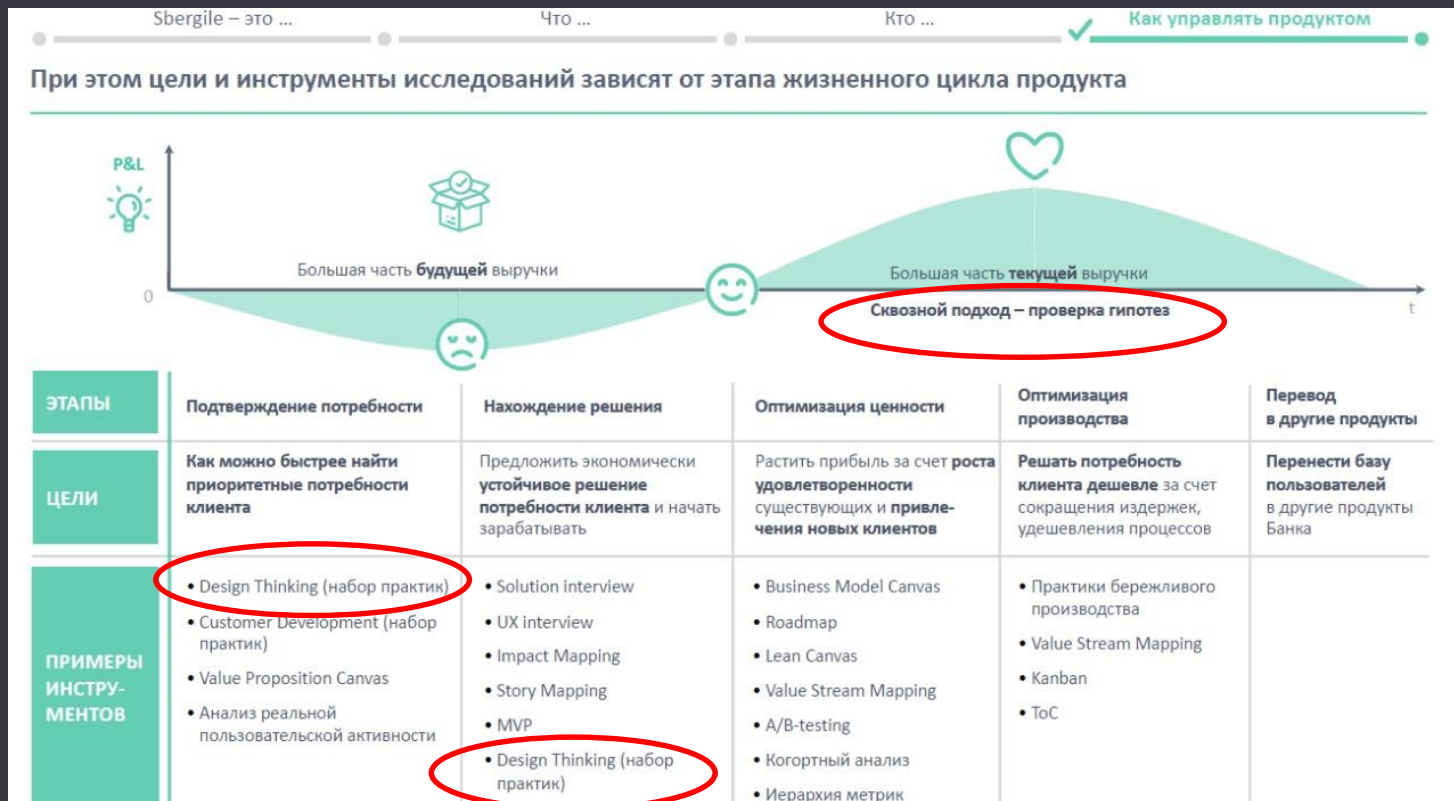 Sbergile – это ...
Что ...
Кто ...
Как управлять продуктом
При этом цели и инструменты исследований зависят от этапа жизненного цикла продукта
P&L
Большая часть будущей выручки
Большая часть текущей выручки
0
Сквозной подход – проверка гипотез
t
ЭТАПЫ
Подтверждение потребности
Нахождение решения
Оптимизация ценности
Оптимизация
производства
Перевод
в другие продукты
ЦЕЛИ
Как можно быстрее найти
приоритетные потребности
клиента
Предложить экономически
устойчивое решение
потребности клиента и начать
зарабатывать
Растить прибыль за счет роста
удовлетворенности
существующих и привле-
чения новых клиентов
Решать потребность
клиента дешевле за счет
сокращения издержек,
удешевления процессов
Перенести базу
пользователей
в другие продукты
Банка
ПРИМЕРЫ
ИНСТРУ-
МЕНТОВ
• Design Thinking (набор практик)
• Customer Development (набор
практик)
• Value Proposition Canvas
• Анализ реальной
пользовательской активности
• Solution interview
• UX interview
• Impact Mapping
• Story Mapping
• MVP
• Design Thinking (набор
практик)
• Business Model Canvas
• Roadmap
• Lean Canvas
• Value Stream Mapping
• A/B-testing
• Когортный анализ
• Иерархия метрик
• Практики бережливого
производства
• Value Stream Mapping
• Kanban
• ToC